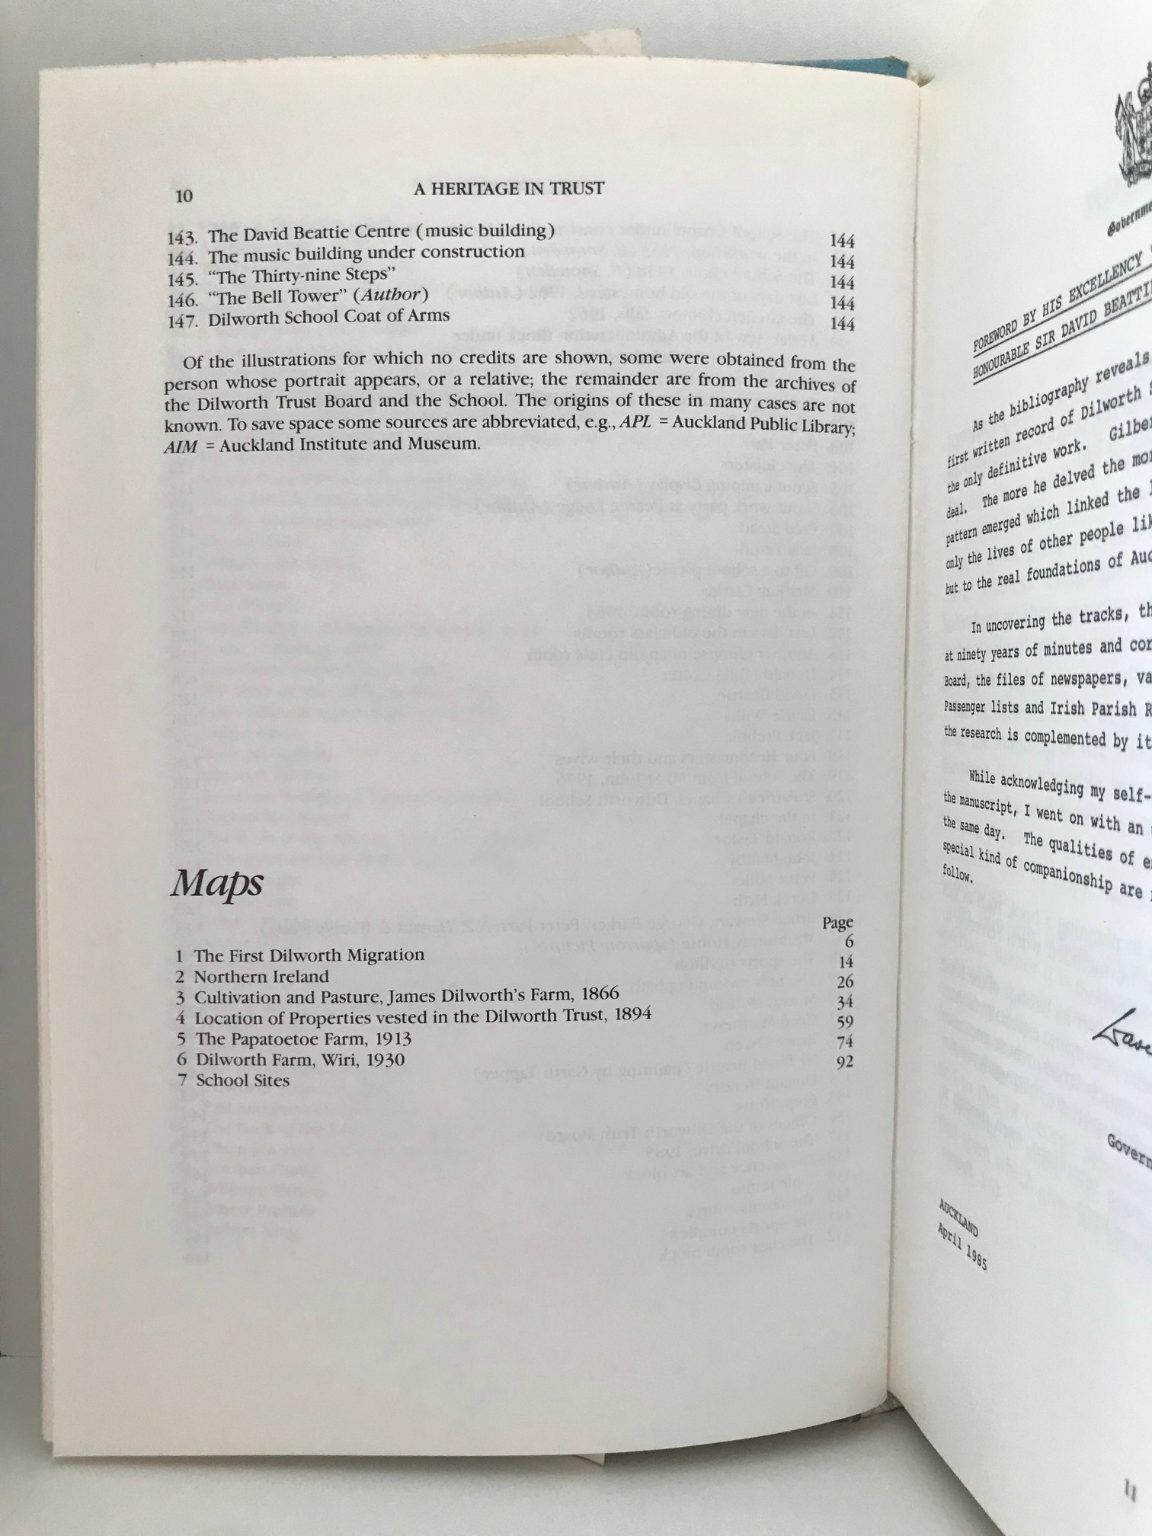 10
A HERITAGE IN TRUST
143. The David Beattie Centre (music building) 144
144. The music building under construction 144
145. "The Thirty-nine Steps" 144
146. "The Bell Tower" (Author) 144
147. Dilworth School Coat of Arms 144
Of the illustrations for which no credits are shown, some were obtained from the
person whose portrait appears, or a relative; the remainder are from the archives of
the Dilworth Trust Board and the School. The origins of these in many cases are not
known. To save space some sources are abbreviated, e.g., APL = Auckland Public Library;
AIM = Auckland Institute and Museum.
Maps
Page
1 The First Dilworth Migration 6
2 Northern Ireland 14
3 Cultivation and Pasture, James Dilworth's Farm, 1866 26
4 Location of Properties vested in the Dilworth Trust, 1894 34
5 The Papatoetoe Farm, 1913 59
6 Dilworth Farm, Wiri, 1930 74
7 School Sites 92
FOREWORD BY HIS EXCELLENCY
HONOURABLE SIR DAVID
As the bibliography reveals
first written record of Dilworth
the only definitive work.
deal. The more he delved the
pattern emerged which linked the
only the lives of other people
but to the real foundations of
In uncovering the tracks,
at ninety years of minutes and
Board, the files of newspapers,
Passenger lists and Irish Parish
the research is complemented by
While acknowledging my self-
the manuscript, I went on with an
the same day. The qualities of
special kind of companionship are
follow.
AUCKLAND
April 1985
11